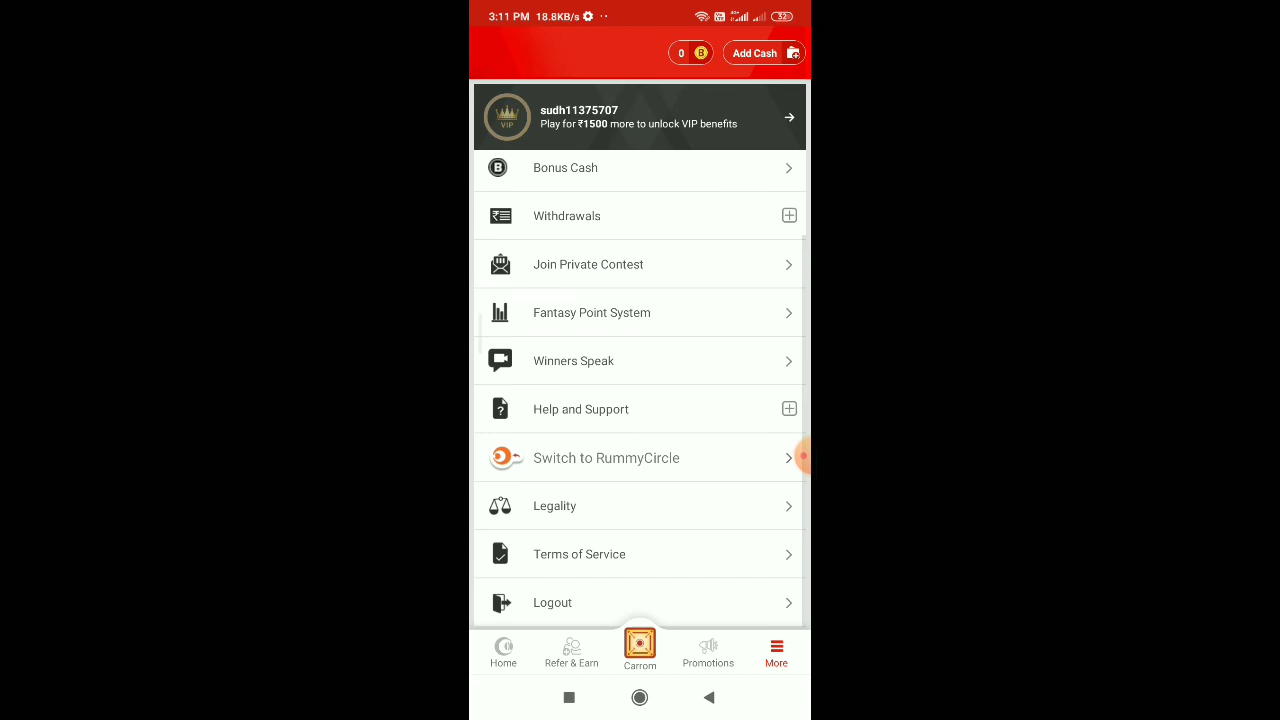 3:11 PM 18.8KB/s
52
0 B Add Cash
VIP
sudh11375707
Play for ₹1500 more to unlock VIP benefits
B Bonus Cash
Withdrawals
Join Private Contest
Fantasy Point System
Winners Speak
Help and Support
Switch to RummyCircle
Legality
Terms of Service
Logout
Home
Refer & Earn
Carrom
Promotions
More